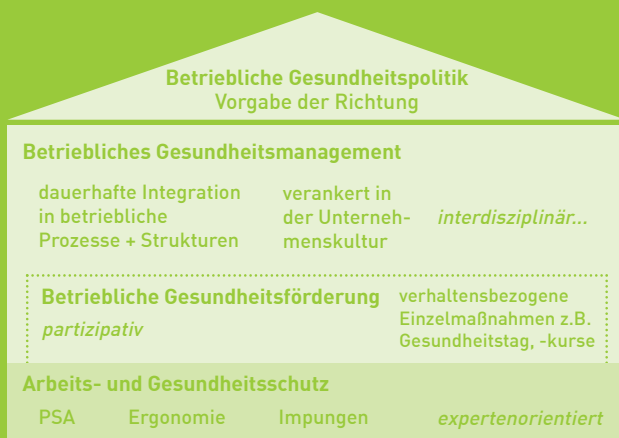 Betriebliche Gesundheitspolitik
Vorgabe der Richtung
Betriebliches Gesundheitsmanagement
dauerhafte Integration
in betriebliche
Prozesse + Strukturen
verankert in
der Unterneh-
menskultur
interdisziplinär...
Betriebliche Gesundheitsförderung
partizipativ
verhaltensbezogene
Einzelmaßnahmen z.B.
Gesundheitstag, -kurse
Arbeits- und Gesundheitsschutz
PSA Ergonomie Impungen expertenorientiert